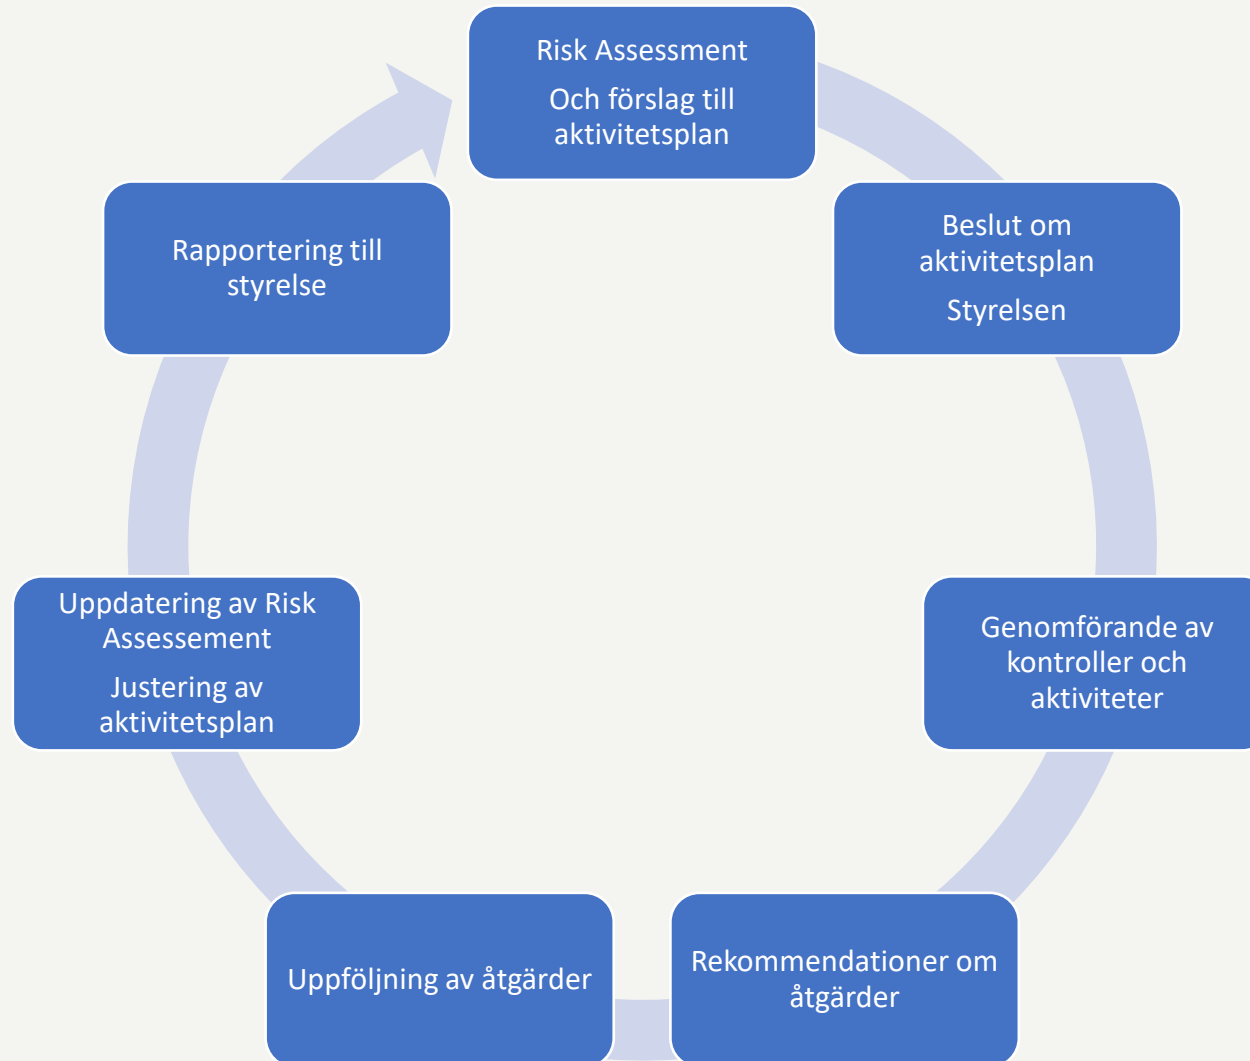 Risk Assessment
Och förslag till
aktivitetsplan
Beslut om
aktivitetsplan
Styrelsen
Genomförande av
kontroller och
aktiviteter
Rekommendationer om
åtgärder
Uppföljning av åtgärder
Uppdatering av Risk
Assessement
Justering av
aktivitetsplan
Rapportering till
styrelse